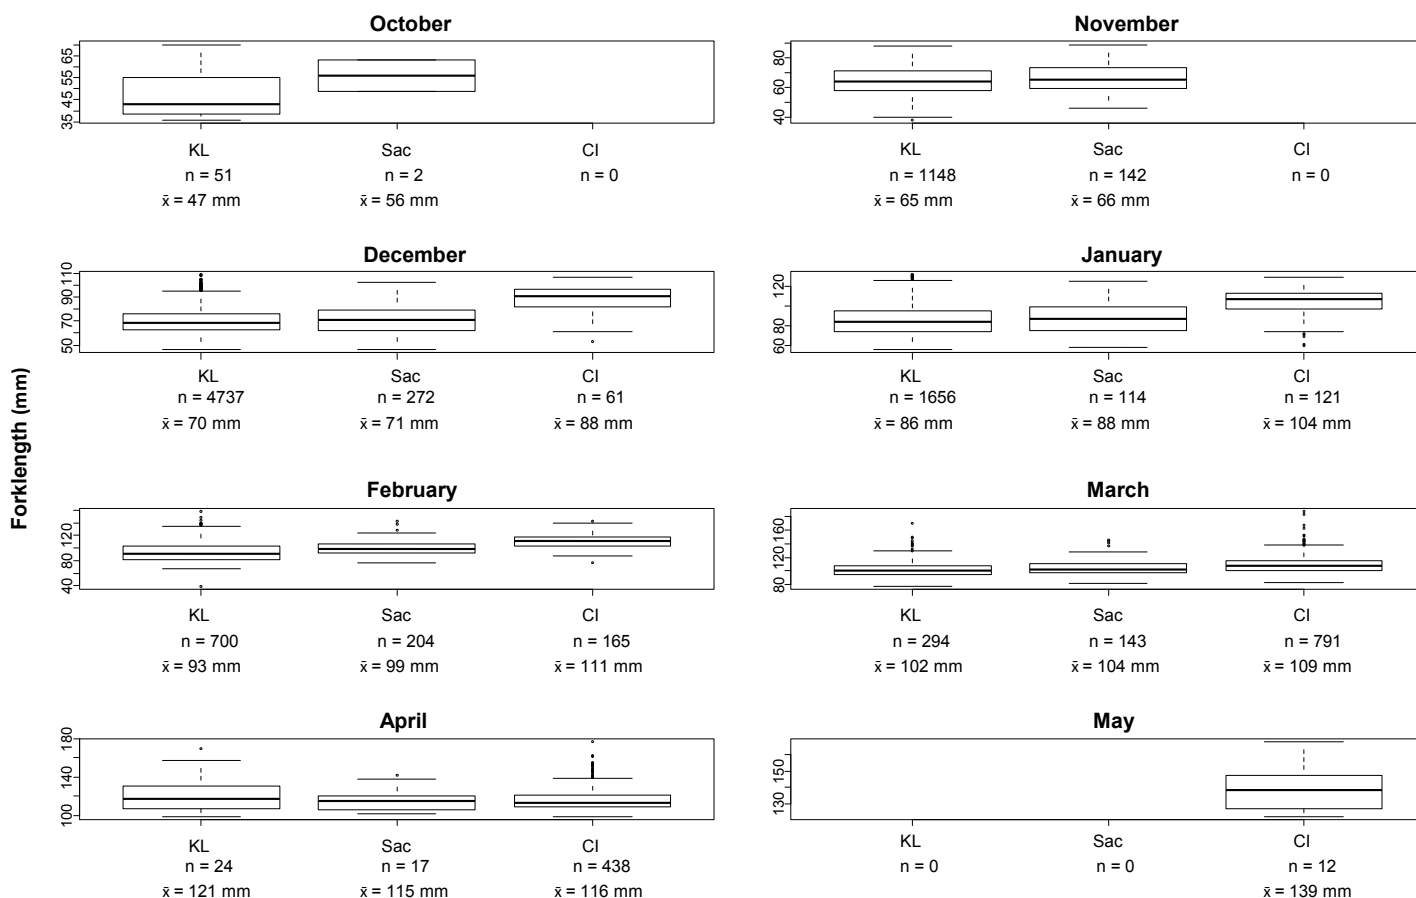 Forklength (mm)
October
35 45 55 65
KL Sac CI
n = 51 n = 2 n = 0
x̄ = 47 mm x̄ = 56 mm
November
40 60 80
KL Sac CI
n = 1148 n = 142 n = 0
x̄ = 65 mm x̄ = 66 mm
December
50 70 90 110
KL Sac CI
n = 4737 n = 272 n = 61
x̄ = 70 mm x̄ = 71 mm x̄ = 88 mm
January
60 80 120
KL Sac CI
n = 1656 n = 114 n = 121
x̄ = 86 mm x̄ = 88 mm x̄ = 104 mm
February
40 80 120
KL Sac CI
n = 700 n = 204 n = 165
x̄ = 93 mm x̄ = 99 mm x̄ = 111 mm
March
80 120 160
KL Sac CI
n = 294 n = 143 n = 791
x̄ = 102 mm x̄ = 104 mm x̄ = 109 mm
April
100 140 180
KL Sac CI
n = 24 n = 17 n = 438
x̄ = 121 mm x̄ = 115 mm x̄ = 116 mm
May
130 150
KL Sac CI
n = 0 n = 0 n = 12
x̄ = 139 mm